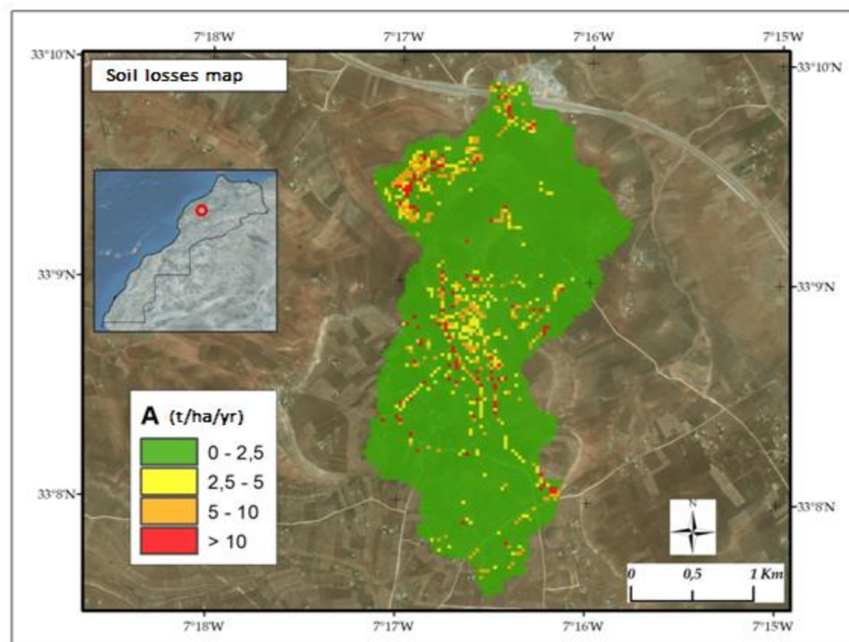 7°18'W 7°17'W 7°16'W 7°15'W
33°10'N 33°10'N
Soil losses map
33°9'N 33°9'N
A (t/ha/yr)
0 - 2,5
2,5 - 5
5 - 10
> 10
33°8'N 33°8'N
N
0 0,5 1 Km
7°18'W 7°17'W 7°16'W 7°15'W